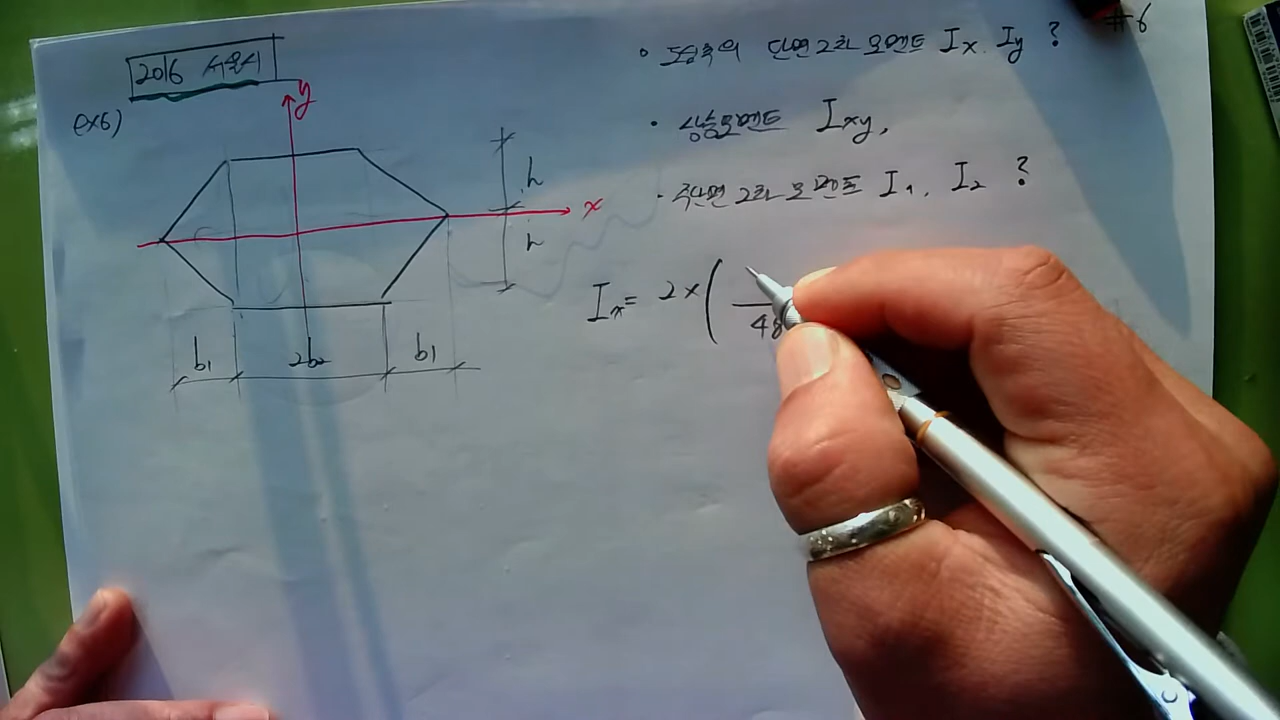 #6
2016 서울시
• 도심축의 단면2차 모멘트 Ix. Iy ?
ex6)
y
• 상승모멘트 Ixy,
• 주단면 2차 모멘트 I1, I2 ?
h
x
h
Ix = 2×(
48
b1 2b2 b1